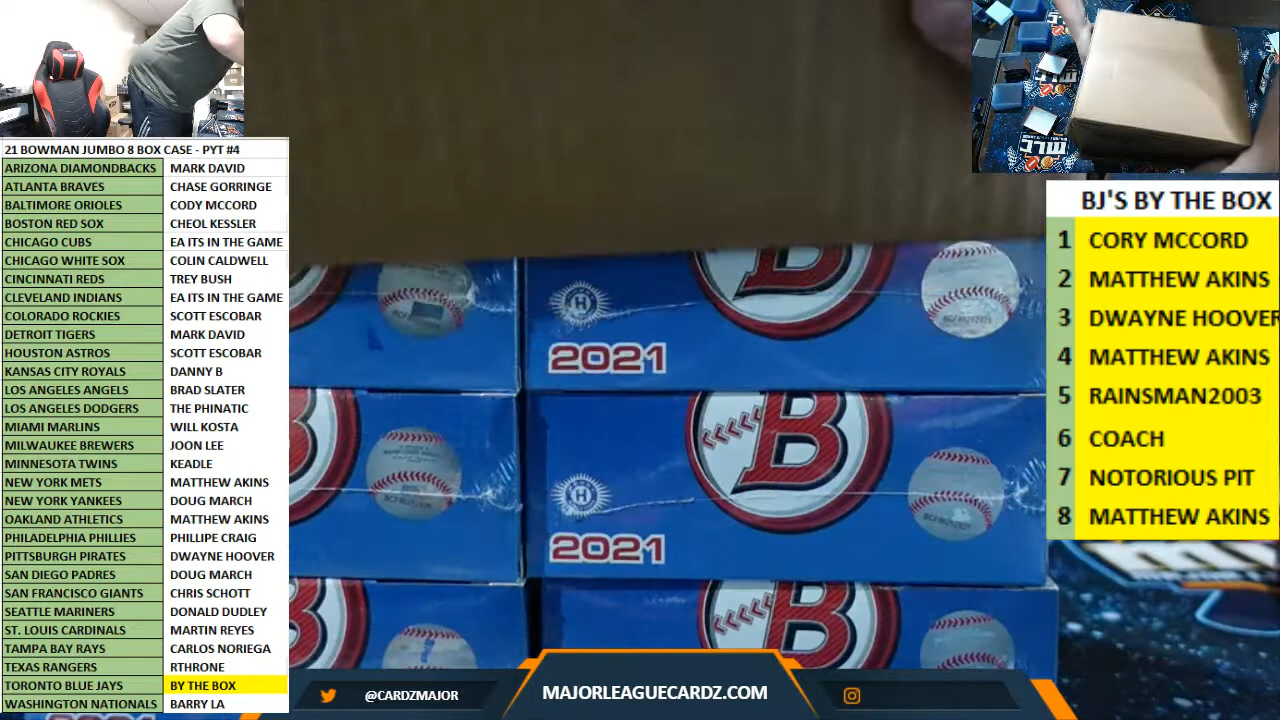 21 BOWMAN JUMBO 8 BOX CASE - PYT #4
ARIZONA DIAMONDBACKS MARK DAVID
ATLANTA BRAVES CHASE GORRINGE
BALTIMORE ORIOLES CODY MCCORD
BOSTON RED SOX CHEOL KESSLER
CHICAGO CUBS EA ITS IN THE GAME
CHICAGO WHITE SOX COLIN CALDWELL
CINCINNATI REDS TREY BUSH
CLEVELAND INDIANS EA ITS IN THE GAME
COLORADO ROCKIES SCOTT ESCOBAR
DETROIT TIGERS MARK DAVID
HOUSTON ASTROS SCOTT ESCOBAR
KANSAS CITY ROYALS DANNY B
LOS ANGELES ANGELS BRAD SLATER
LOS ANGELES DODGERS THE PHINATIC
MIAMI MARLINS WILL KOSTA
MILWAUKEE BREWERS JOON LEE
MINNESOTA TWINS KEADLE
NEW YORK METS MATTHEW AKINS
NEW YORK YANKEES DOUG MARCH
OAKLAND ATHLETICS MATTHEW AKINS
PHILADELPHIA PHILLIES PHILLIPE CRAIG
PITTSBURGH PIRATES DWAYNE HOOVER
SAN DIEGO PADRES DOUG MARCH
SAN FRANCISCO GIANTS CHRIS SCHOTT
SEATTLE MARINERS DONALD DUDLEY
ST. LOUIS CARDINALS MARTIN REYES
TAMPA BAY RAYS CARLOS NORIEGA
TEXAS RANGERS RTHRONE
TORONTO BLUE JAYS BY THE BOX
WASHINGTON NATIONALS BARRY LA
MLC
BJ'S BY THE BOX
1 CORY MCCORD
2 MATTHEW AKINS
3 DWAYNE HOOVER
4 MATTHEW AKINS
5 RAINSMAN2003
6 COACH
7 NOTORIOUS PIT
8 MATTHEW AKINS
B
H
2021
B
H
2021
B
B
2021
@CARDZMAJOR
MAJORLEAGUECARDZ.COM